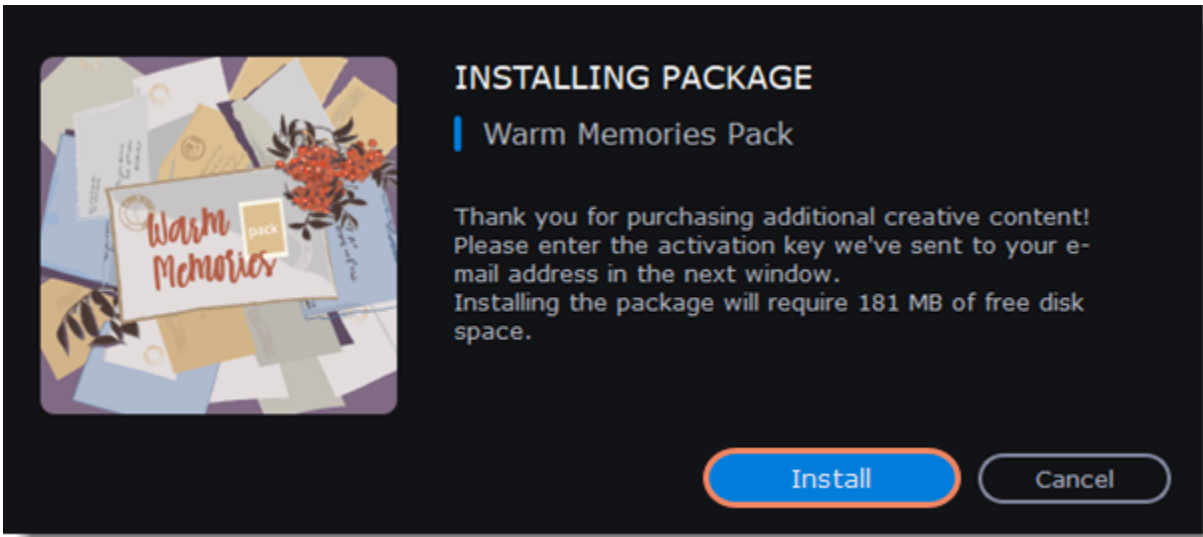 INSTALLING PACKAGE
Warm Memories Pack
Thank you for purchasing additional creative content!
Please enter the activation key we've sent to your e-
mail address in the next window.
Installing the package will require 181 MB of free disk
space.
Warm
pack
Memories
Install
Cancel